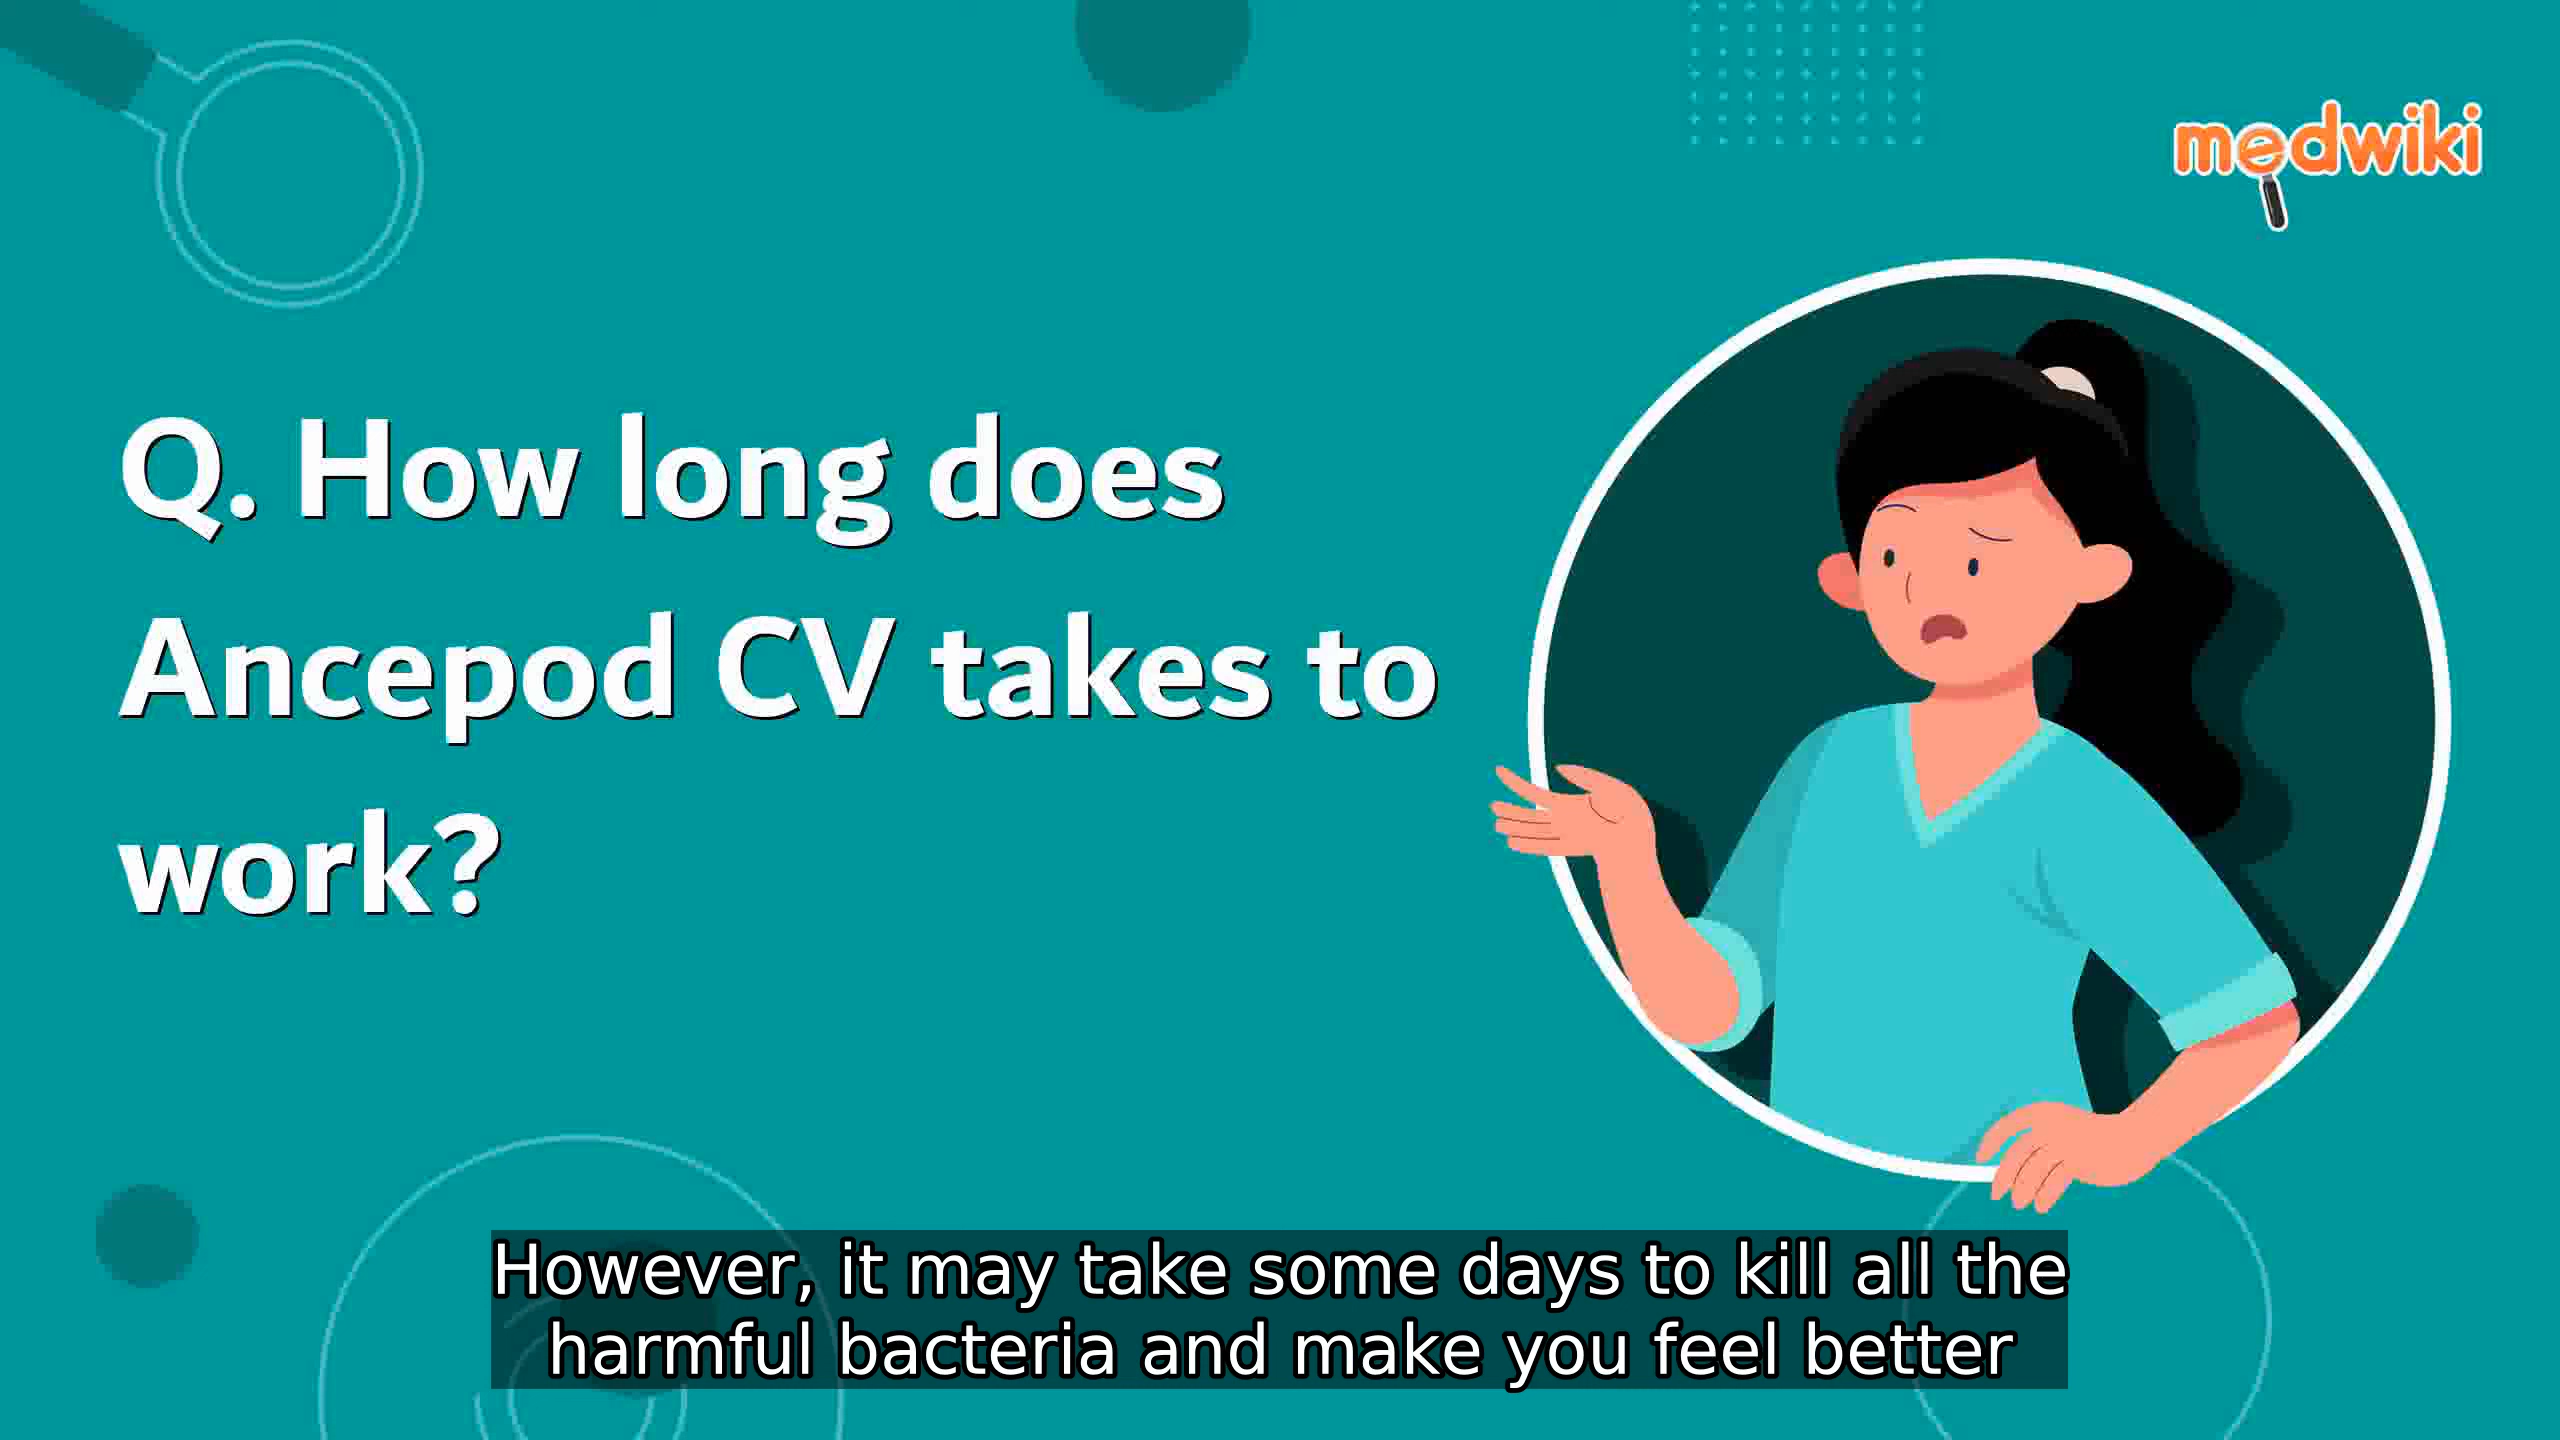 medwiki
Q. How long does
Ancepod CV takes to
work?
However, it may take some days to kill all the
harmful bacteria and make you feel better